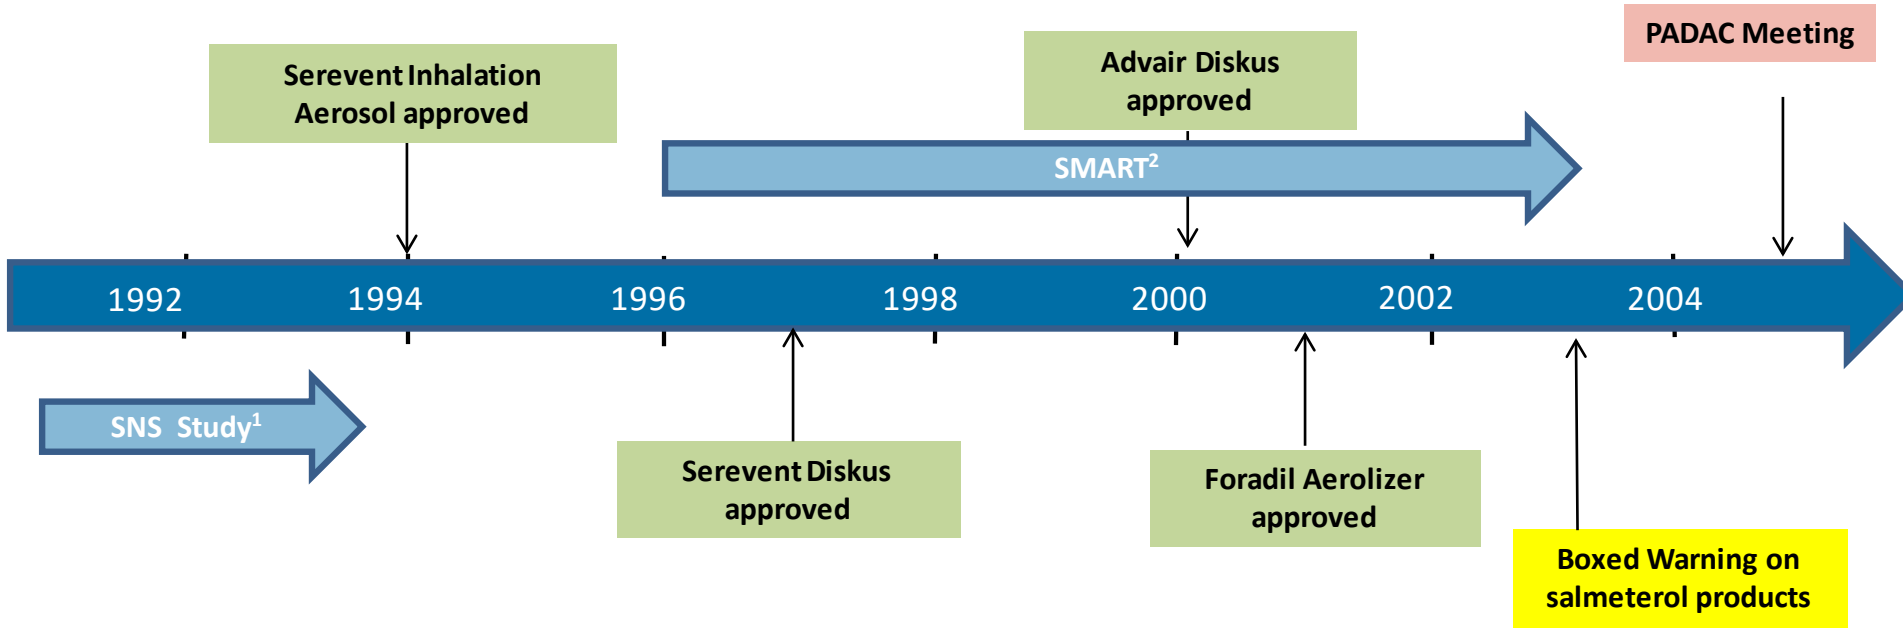 PADAC Meeting
Serevent Inhalation
Aerosol approved
Advair Diskus
approved
SMART²
1992
1994
1996
1998
2000
2002
2004
SNS Study¹
Serevent Diskus
approved
Foradil Aerolizer
approved
Boxed Warning on
salmeterol products